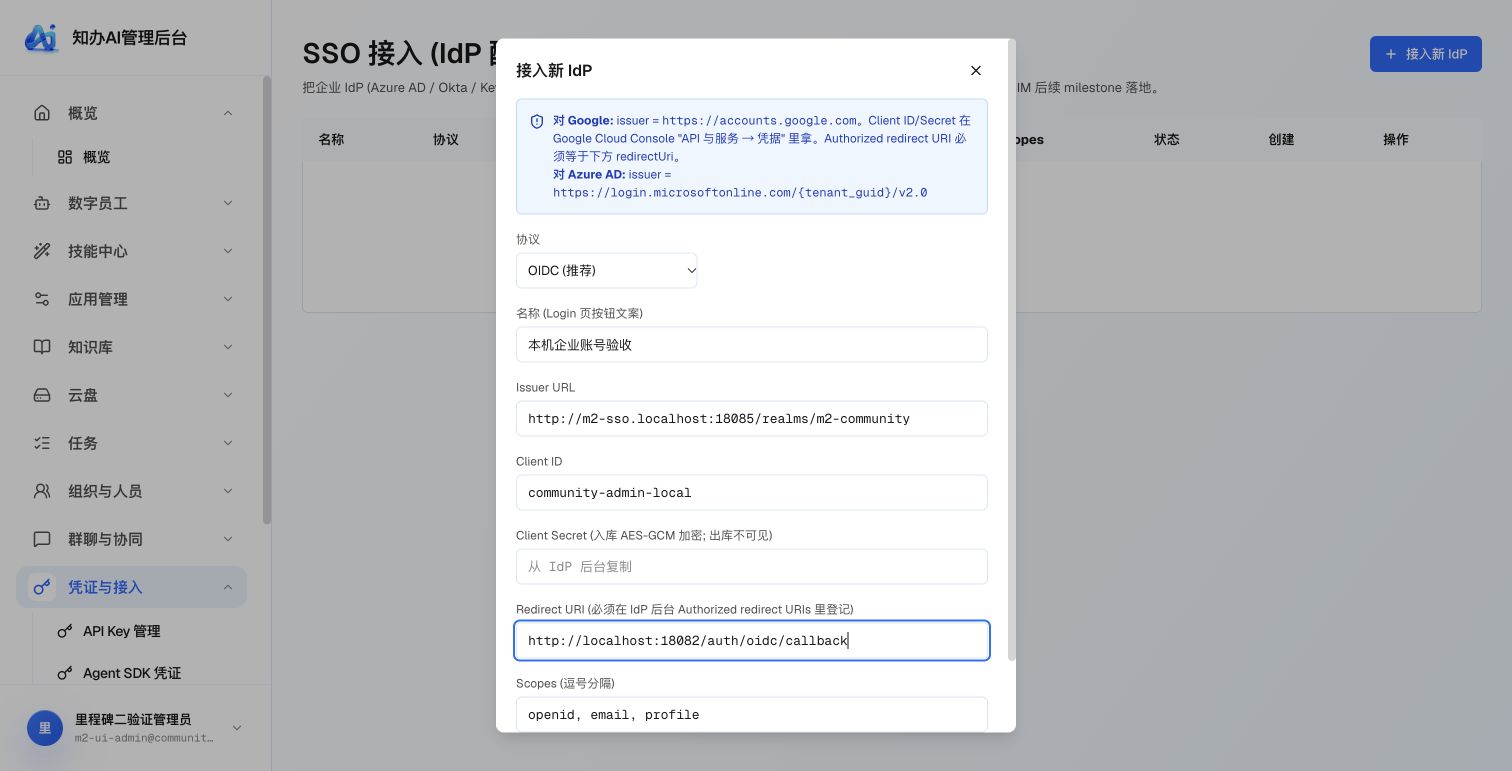 知办AI管理后台
概览
概览
数字员工
技能中心
应用管理
知识库
云盘
任务
组织与人员
群聊与协同
凭证与接入
API Key 管理
Agent SDK 凭证
里
里程碑二验证管理员
m2-ui-admin@communit…
SSO 接入 (IdP
接入新 IdP
把企业 IdP (Azure AD / Okta /
IM 后续 milestone 落地。
名称
协议
opes
状态
创建
操作
接入新 IdP
对 Google: issuer = https://accounts.google.com。Client ID/Secret 在
Google Cloud Console "API 与服务 → 凭据" 里拿。Authorized redirect URI 必
须等于下方 redirectUri。
对 Azure AD: issuer =
https://login.microsoftonline.com/{tenant_guid}/v2.0
协议
OIDC (推荐)
名称 (Login 页按钮文案)
本机企业账号验收
Issuer URL
http://m2-sso.localhost:18085/realms/m2-community
Client ID
community-admin-local
Client Secret (入库 AES-GCM 加密; 出库不可见)
从 IdP 后台复制
Redirect URI (必须在 IdP 后台 Authorized redirect URIs 里登记)
http://localhost:18082/auth/oidc/callback
Scopes (逗号分隔)
openid, email, profile